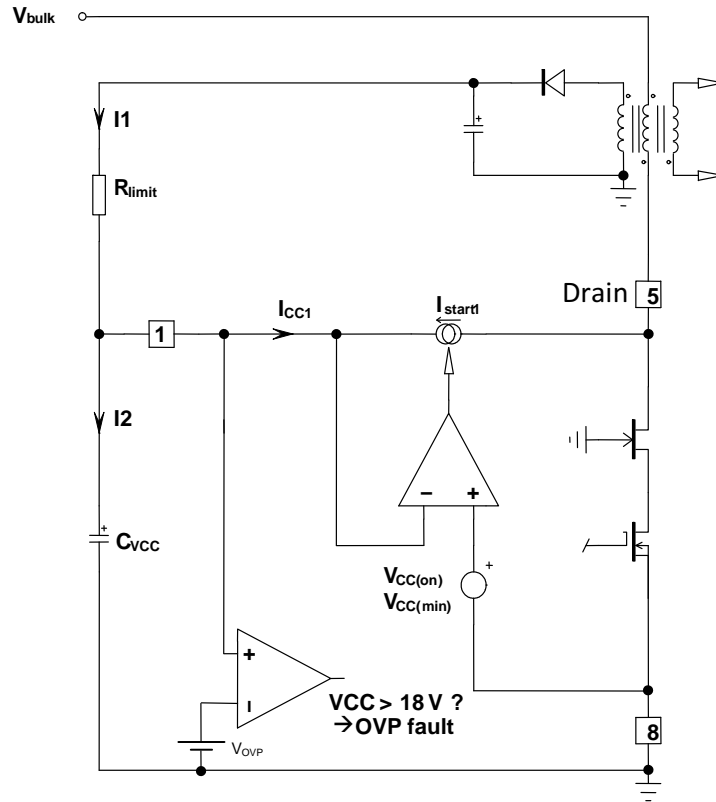 Vbulk
+
I1
Rlimit
Drain
5
1
ICC1
Istart1
I2
− +
+
CVCC
+
VCC(on)
VCC(min)
+
VCC > 18 V ?
→OVP fault
VOVP
8